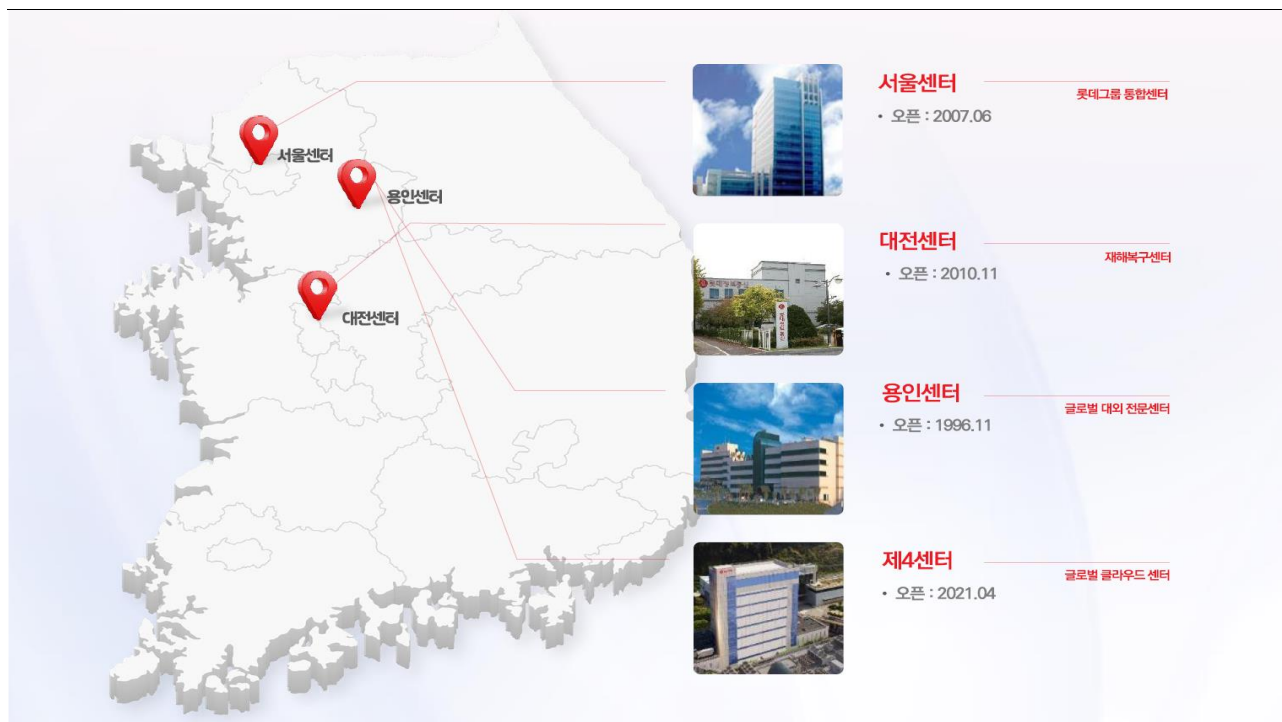 서울센터
용인센터
대전센터
서울센터
롯데그룹 통합센터
• 오픈 : 2007.06
대전센터
재해복구센터
• 오픈 : 2010.11
용인센터
글로벌 대외 전문센터
• 오픈 : 1996.11
제4센터
글로벌 클라우드 센터
• 오픈 : 2021.04